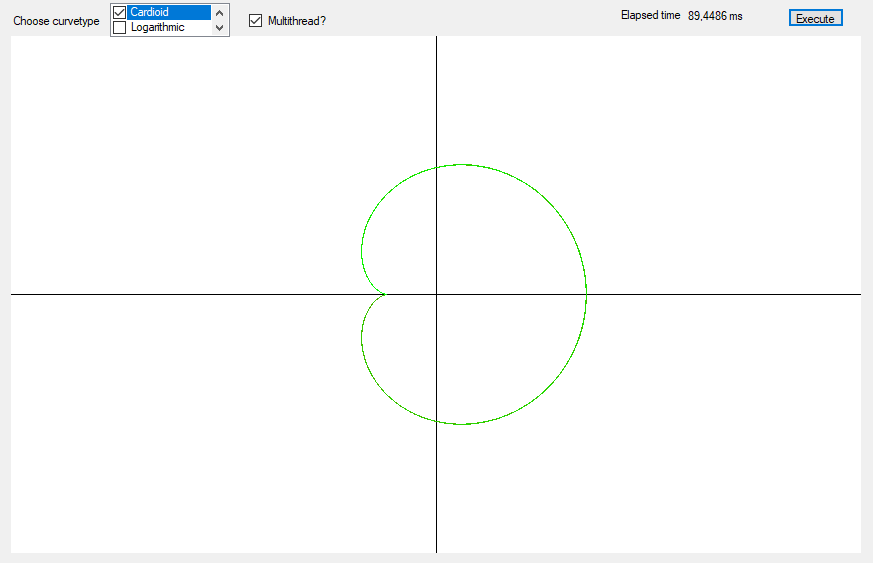 Choose curvetype
Cardioid
Logarithmic
Multithread?
Elapsed time 89,4486 ms
Execute